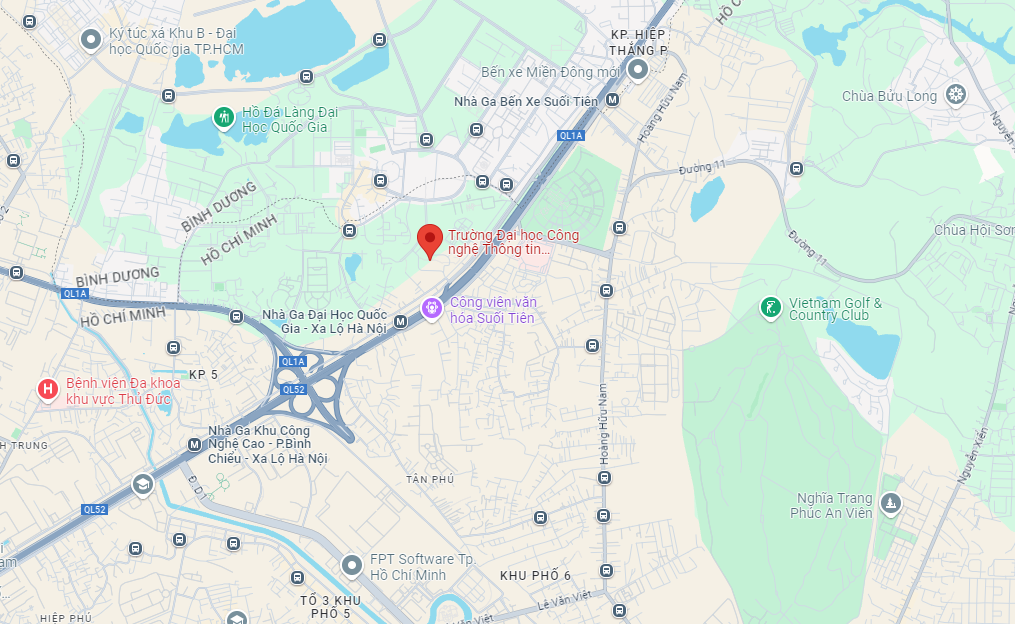 KP. HIỆP
THẮNG P
HỒ C
Ký túc xá Khu B - Đại
học Quốc gia TP.HCM
Bến xe Miền Đông mới
Nhà Ga Bến Xe Suối Tiên
M
Hoàng Hữu Nam
Chùa Bửu Long
Nguyễn
Hồ Đá Làng Đại
Học Quốc Gia
QL1A
Đường 11
BÌNH DƯƠNG
HỒ CHÍ MINH
Trường Đại học Công
nghệ Thông tin...
Chùa Hội Sơn
Đường 11
BÌNH DƯƠNG
QL1A
HỒ CHÍ MINH
Nhà Ga Đại Học Quốc
Gia - Xa Lộ Hà Nội
M
Công viên văn
hóa Suối Tiên
Vietnam Golf &
Country Club
QL1A
KP 5
QL52
H
Bệnh viện Đa khoa
khu vực Thủ Đức
Hoàng Hữu Nam
NH TRUNG
M
Nhà Ga Khu Công
Nghệ Cao - P.Bình
Chiểu - Xa Lộ Hà Nội
Nguyễn Xiển
TÂN PHÚ
Đ. D1
QL52
Nghĩa Trang
Phúc An Viên
FPT Software Tp.
Hồ Chí Minh
KHU PHỐ 6
TỔ 3 KHU
PHỐ 5
Lê Văn Việt
Văn Việt
HIỆP PHÚ